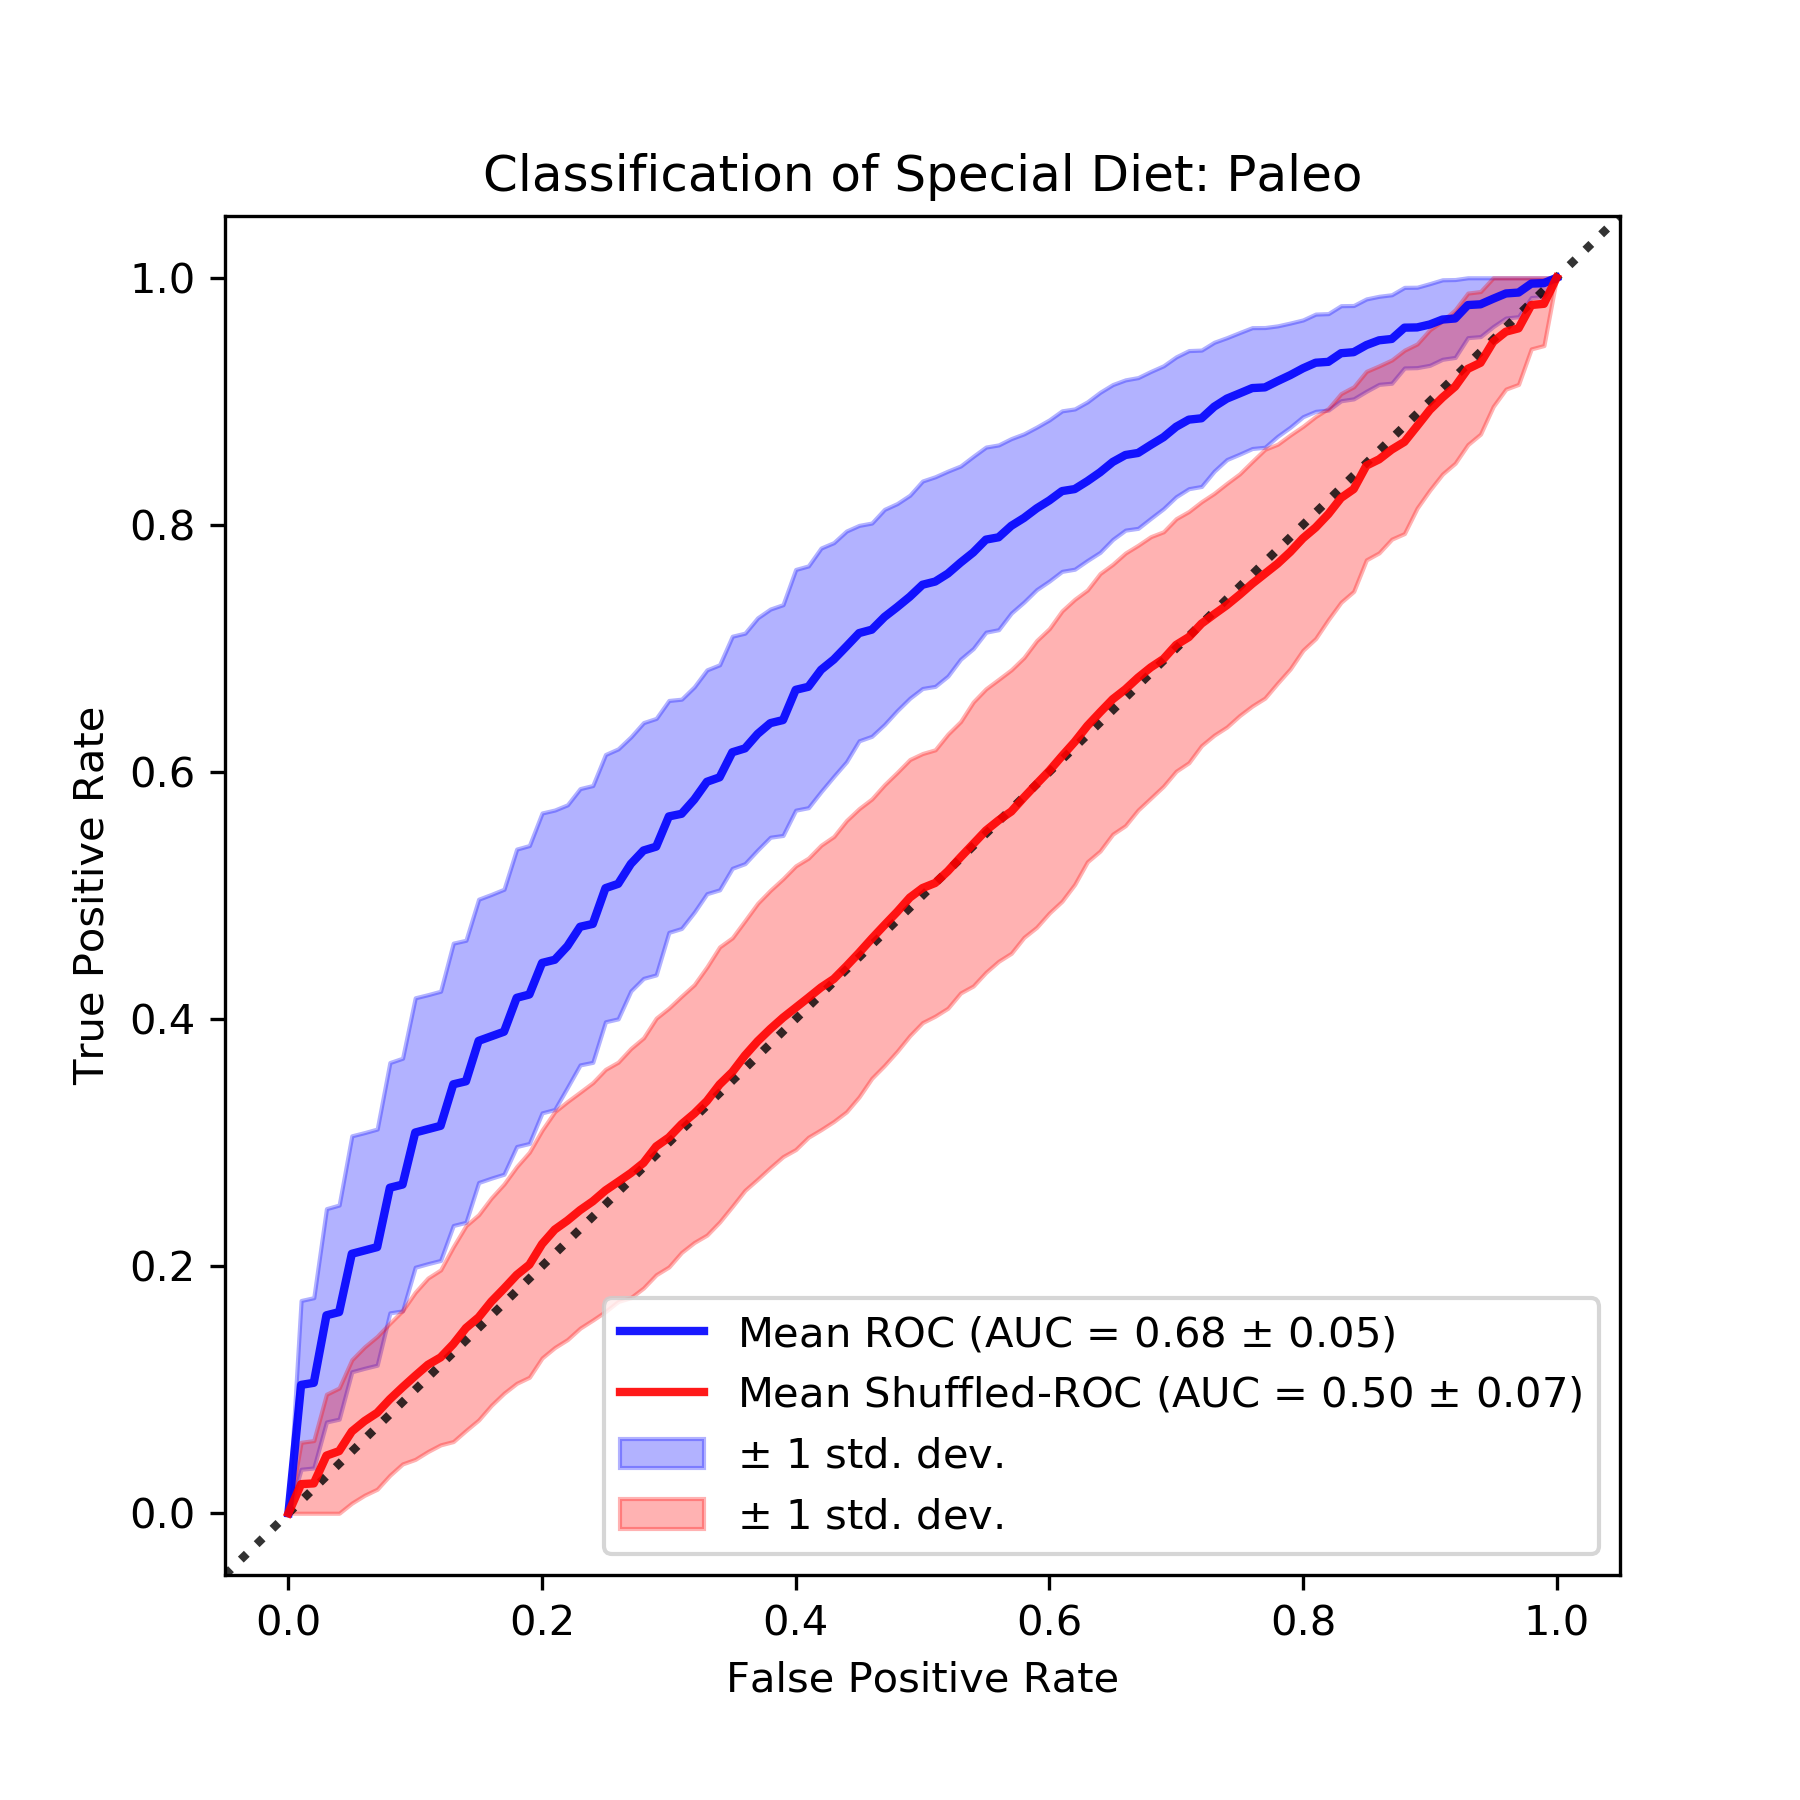 Classification of Special Diet: Paleo
1.0
0.8
0.6
0.4
0.2
0.0
True Positive Rate
Mean ROC (AUC = 0.68 ± 0.05)
Mean Shuffled-ROC (AUC = 0.50 ± 0.07)
± 1 std. dev.
± 1 std. dev.
0.0 0.2 0.4 0.6 0.8 1.0
False Positive Rate